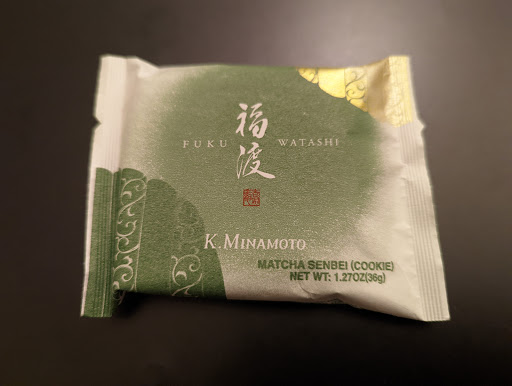 福渡
FUKU WATASHI
K. MINAMOTO
MATCHA SENBEI (COOKIE)
NET WT: 1.27OZ(36g)